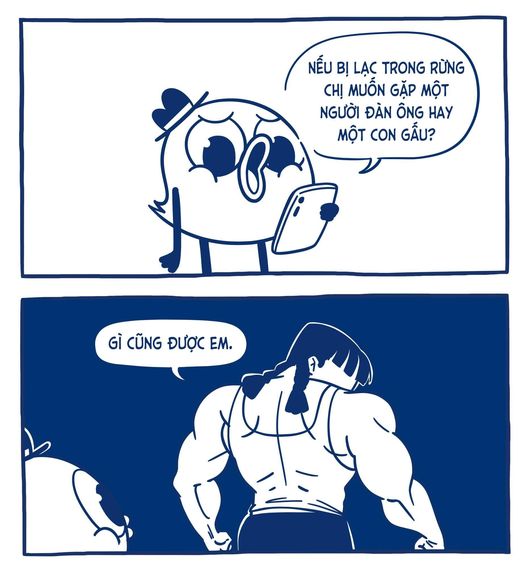 NẾU BỊ LẠC TRONG RỪNG
CHỊ MUỐN GẶP MỘT
NGƯỜI ĐÀN ÔNG HAY
MỘT CON GẤU?
GÌ CŨNG ĐƯỢC EM.